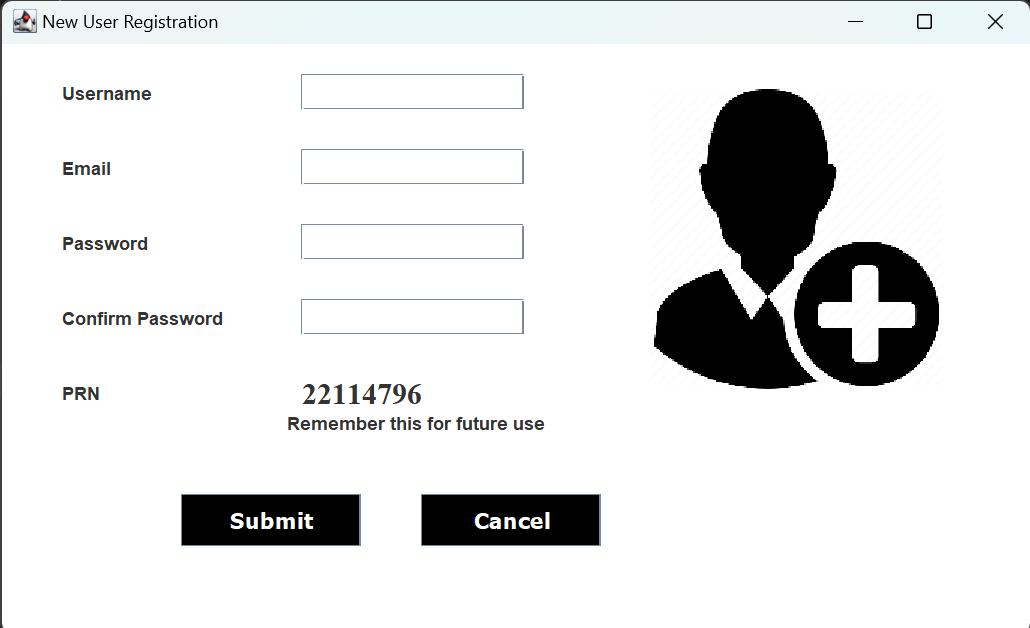 New User Registration
Username
Email
Password
Confirm Password
PRN 22114796
Remember this for future use
Submit Cancel